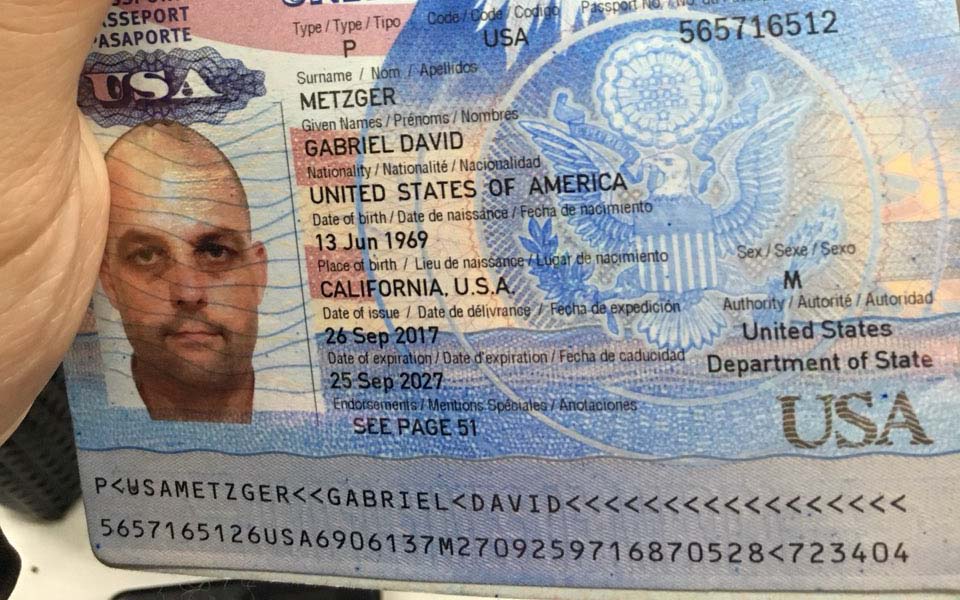 PASSPORT
PASSEPORT
PASAPORTE
USA
Type / Type / Tipo
Code / Code / Codigo
Passport No. /
P
USA
565716512
Surname / Nom / Apellidos
METZGER
Given Names / Prénoms / Nombres
GABRIEL DAVID
Nationality / Nationalité / Nacionalidad
UNITED STATES OF AMERICA
Date of birth / Date de naissance / Fecha de nacimiento
13 Jun 1969
Place of birth / Lieu de naissance / Lugar de nacimiento
CALIFORNIA, U.S.A.
Sex / Sexe / Sexo
M
Date of issue / Date de délivrance / Fecha de expedición
26 Sep 2017
Authority / Autorité / Autoridad
United States
Department of State
Date of expiration / Date d'expiration / Fecha de caducidad
25 Sep 2027
Endorsements / Mentions Spéciales / Anotaciones
SEE PAGE 51
USA
P<USAMETZGER<<GABRIEL<DAVID<<<<<<<<<<<<<<<<<
5657165126USA6906137M2709259716870528<723404